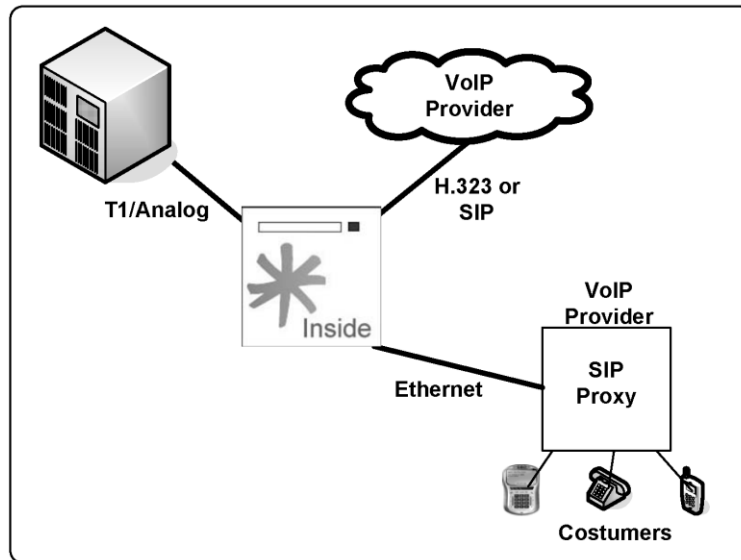 VoIP
Provider
T1/Analog
H.323 or
SIP
Inside
VoIP
Provider
Ethernet
SIP
Proxy
Costumers